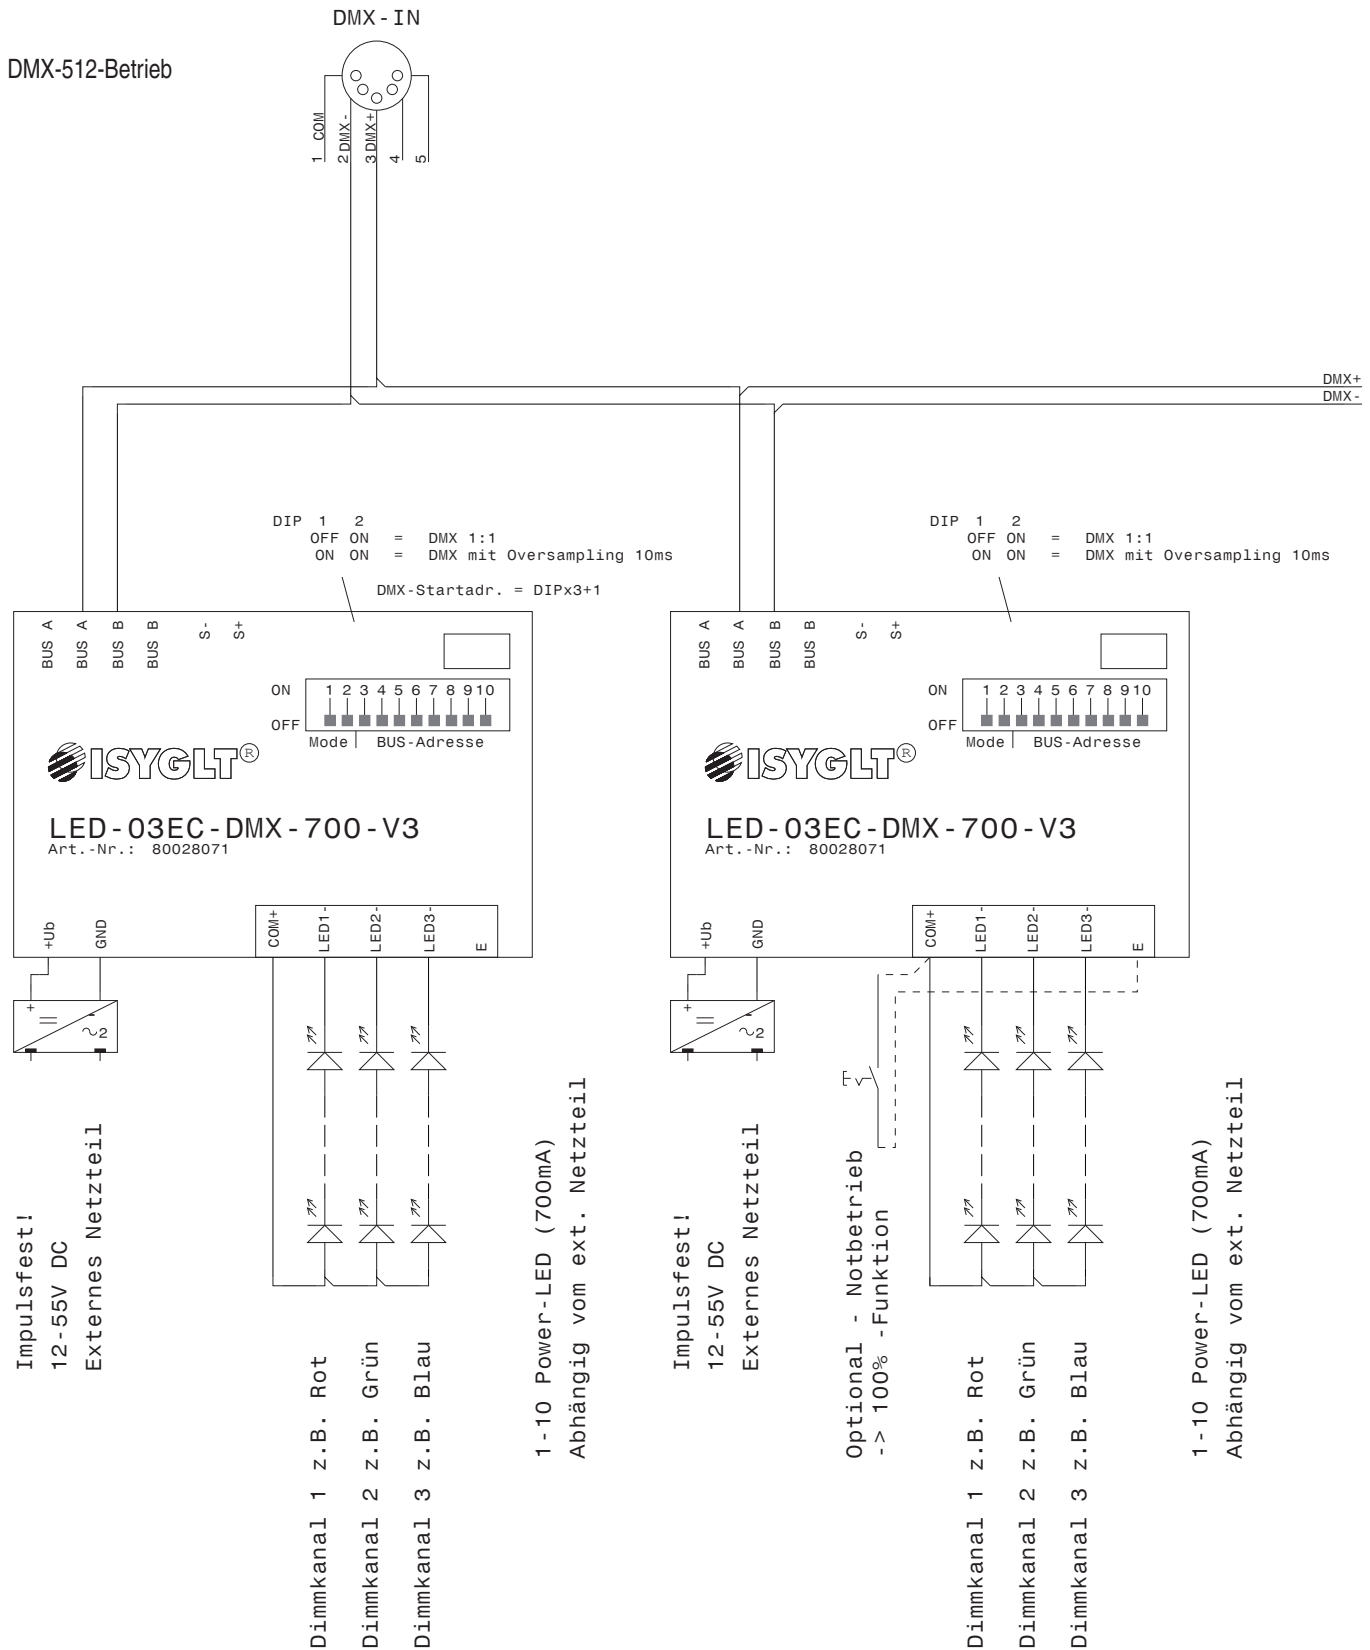 DMX-IN
DMX-512-Betrieb
1 COM
2 DMX-
3 DMX+
4
5
DMX+
DMX-
DIP 1 2
OFF ON = DMX 1:1
ON ON = DMX mit Oversampling 10ms
DMX-Startadr. = DIPx3+1
BUS A
BUS A
BUS B
BUS B
S-
S+
ON
1 2 3 4 5 6 7 8 9 10
OFF
Mode BUS-Adresse
ISYGLT®
LED-03EC-DMX-700-V3
Art.-Nr.: 80028071
+Ub
GND
COM+
LED1-
LED2-
LED3-
E
+
-
=
~2
Impulsfest!
12-55V DC
Externes Netzteil
Dimmkanal 1 z.B. Rot
Dimmkanal 2 z.B. Grün
Dimmkanal 3 z.B. Blau
1-10 Power-LED (700mA)
Abhängig vom ext. Netzteil
DIP 1 2
OFF ON = DMX 1:1
ON ON = DMX mit Oversampling 10ms
BUS A
BUS A
BUS B
BUS B
S-
S+
ON
1 2 3 4 5 6 7 8 9 10
OFF
Mode BUS-Adresse
ISYGLT®
LED-03EC-DMX-700-V3
Art.-Nr.: 80028071
+Ub
GND
COM+
LED1-
LED2-
LED3-
E
+
-
=
~2
Impulsfest!
12-55V DC
Externes Netzteil
Optional - Notbetrieb
-> 100% -Funktion
Dimmkanal 1 z.B. Rot
Dimmkanal 2 z.B. Grün
Dimmkanal 3 z.B. Blau
1-10 Power-LED (700mA)
Abhängig vom ext. Netzteil